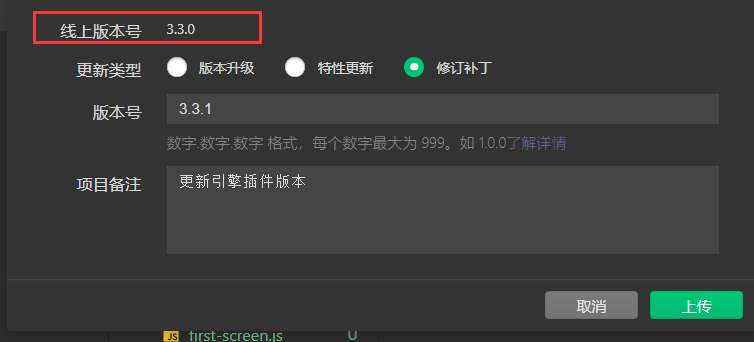 线上版本号 3.3.0
更新类型 版本升级 特性更新 修订补丁
版本号 3.3.1
数字.数字.数字 格式，每个数字最大为 999。如 1.0.0了解详情
项目备注 更新引擎插件版本
取消 上传
JS first-screen.js U